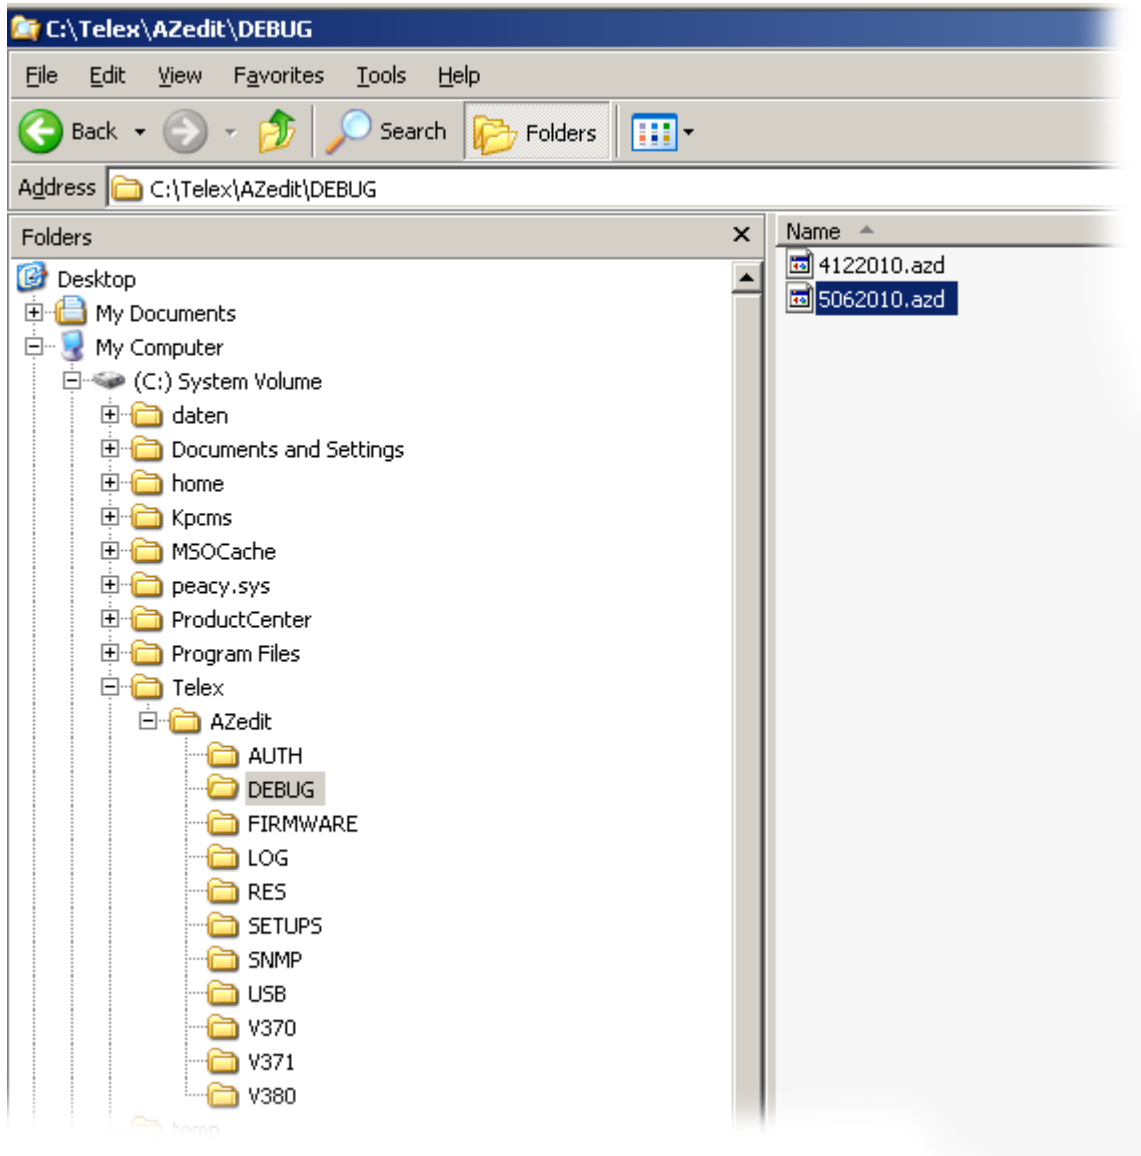 C:\Telex\AZedit\DEBUG
File Edit View Favorites Tools Help
Back Search Folders
Address C:\Telex\AZedit\DEBUG
Folders
Desktop
My Documents
My Computer
(C:) System Volume
daten
Documents and Settings
home
Kpcms
MSOCache
peacy.sys
ProductCenter
Program Files
Telex
AZedit
AUTH
DEBUG
FIRMWARE
LOG
RES
SETUPS
SNMP
USB
V370
V371
V380
temp
Name
4122010.azd
5062010.azd